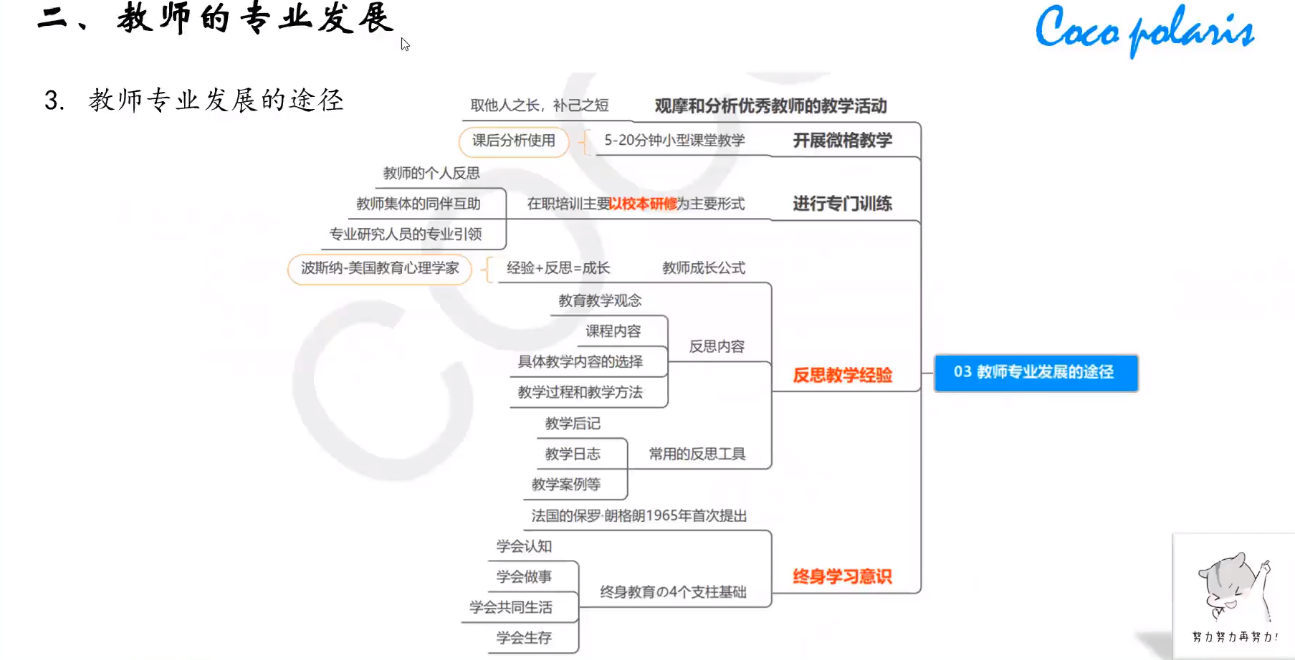 二、教师的专业发展
Coco polaris
3. 教师专业发展的途径
取他人之长，补己之短 观摩和分析优秀教师的教学活动
课后分析使用 5-20分钟小型课堂教学 开展微格教学
教师的个人反思
教师集体的同伴互助 在职培训主要以校本研修为主要形式 进行专门训练
专业研究人员的专业引领
波斯纳-美国教育心理学家 经验+反思=成长 教师成长公式
教育教学观念
课程内容
反思内容
具体教学内容的选择
反思教学经验 03 教师专业发展的途径
教学过程和教学方法
教学后记
教学日志 常用的反思工具
教学案例等
法国的保罗·朗格朗1965年首次提出
学会认知
学会做事 终身学习意识
终身教育の4个支柱基础
学会共同生活
学会生存
努力努力再努力!